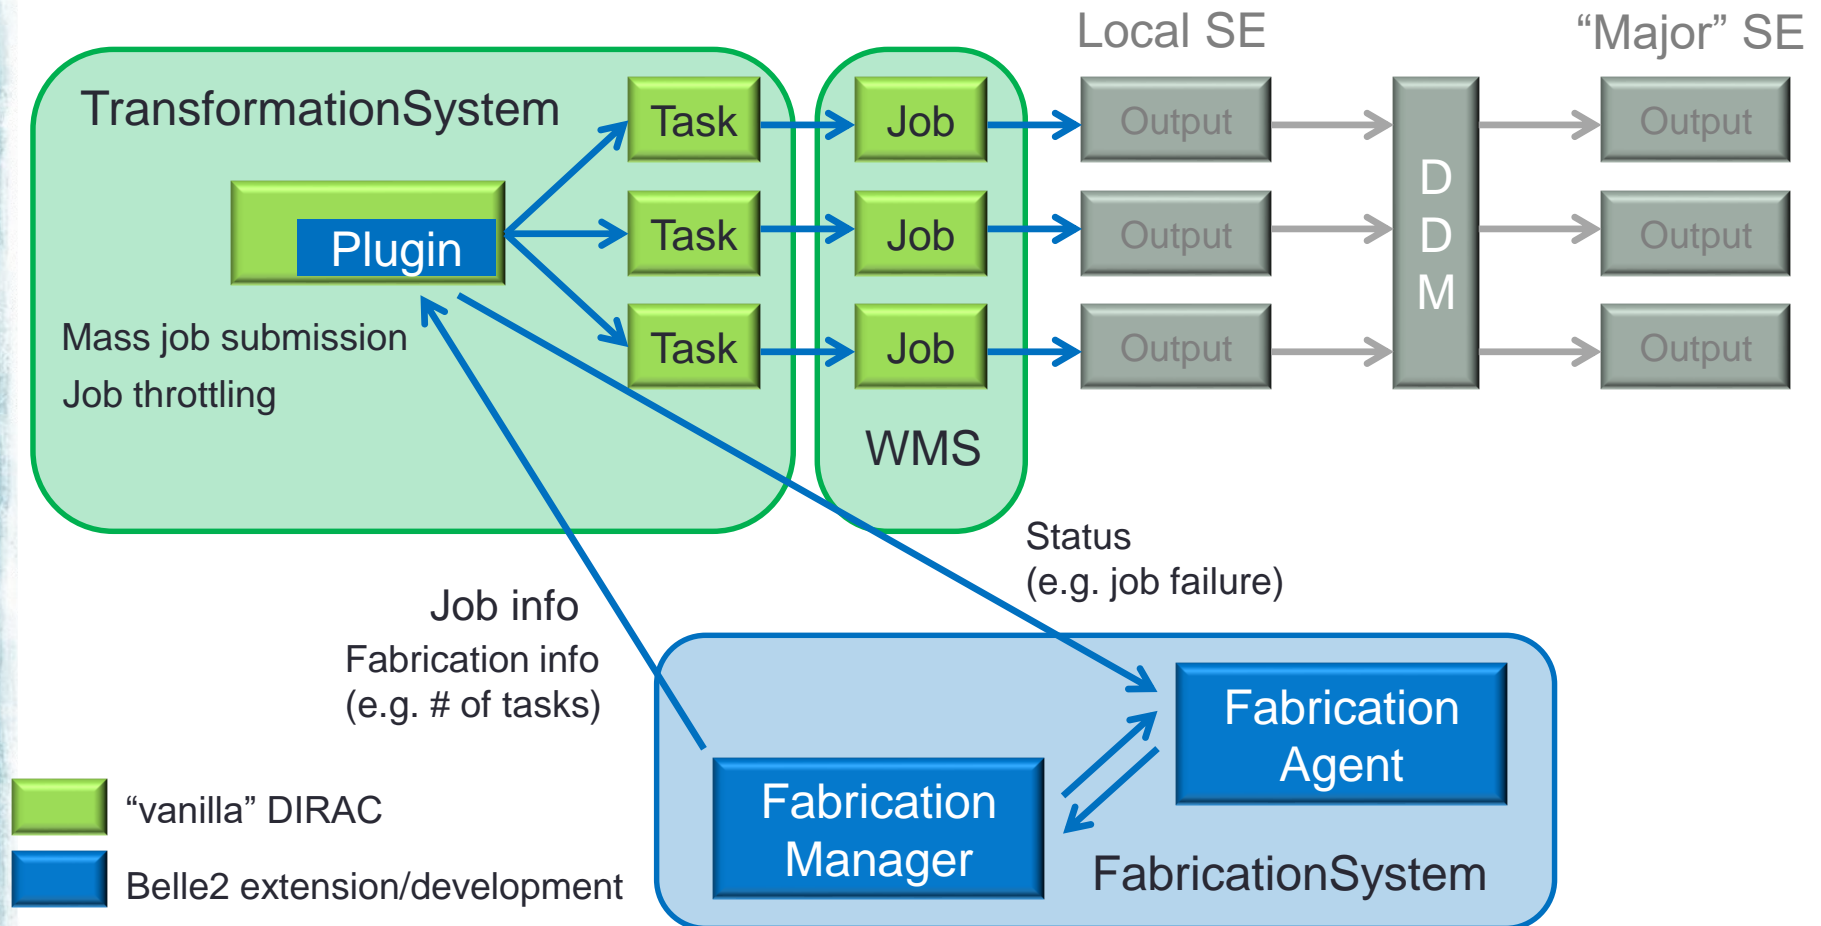 Local SE
“Major” SE
TransformationSystem
Task
Job
Output
Output
Plugin
Task
Job
Output
D
D
M
Output
Mass job submission
Job throttling
Task
Job
Output
Output
WMS
Status
(e.g. job failure)
Job info
Fabrication info
(e.g. # of tasks)
Fabrication
Agent
Fabrication
Manager
FabricationSystem
“vanilla” DIRAC
Belle2 extension/development